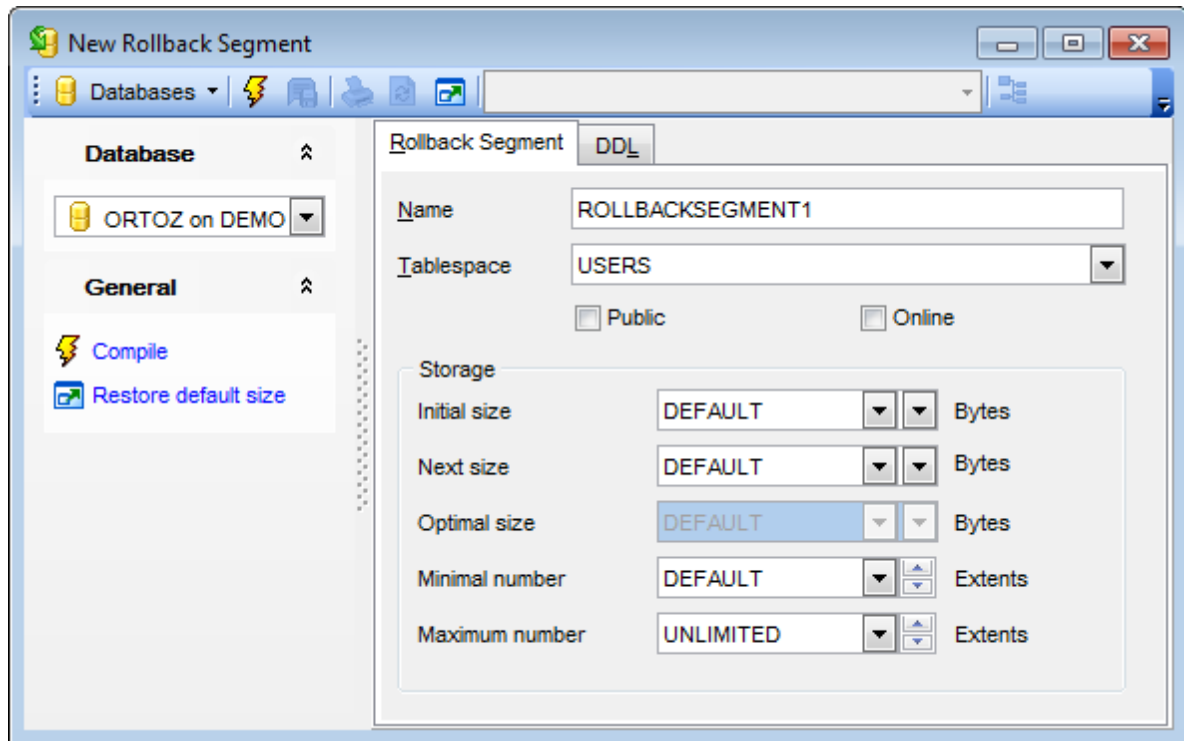 New Rollback Segment
Databases
Database
ORTOZ on DEMO
General
Compile
Restore default size
Rollback Segment DDL
Name ROLLBACKSEGMENT1
Tablespace USERS
Public Online
Storage
Initial size DEFAULT Bytes
Next size DEFAULT Bytes
Optimal size DEFAULT Bytes
Minimal number DEFAULT Extents
Maximum number UNLIMITED Extents